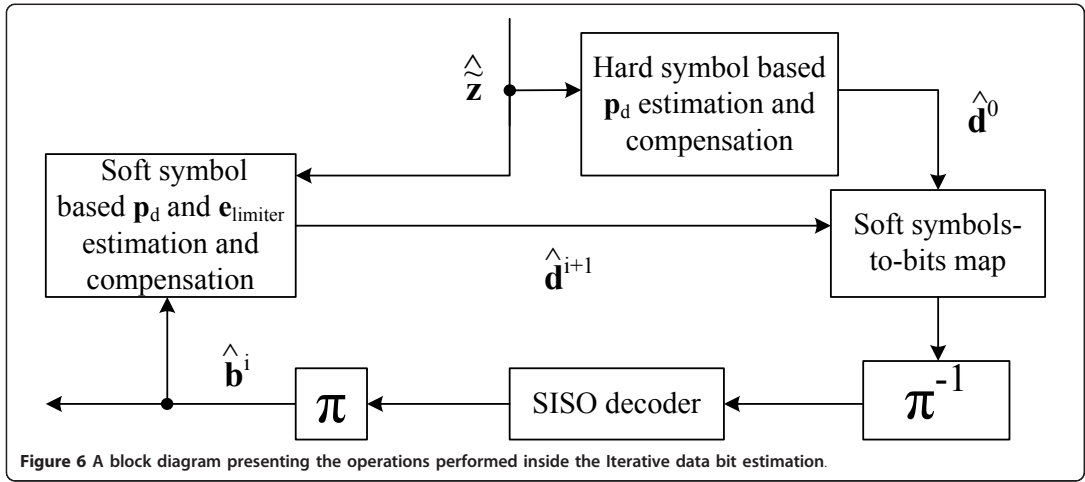 ẑ̃
Hard symbol based
p_d estimation and
compensation
d̂^0
Soft symbol
based p_d and e_limiter
estimation and
compensation
Soft symbols-
to-bits map
d̂^{i+1}
b̂^i
π
SISO decoder
π^{-1}
Figure 6 A block diagram presenting the operations performed inside the Iterative data bit estimation.